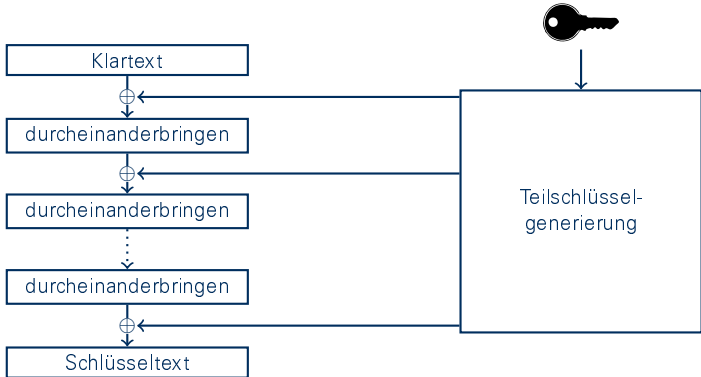 Klartext
durcheinanderbringen
durcheinanderbringen
Teilschlüssel-
generierung
durcheinanderbringen
Schlüsseltext